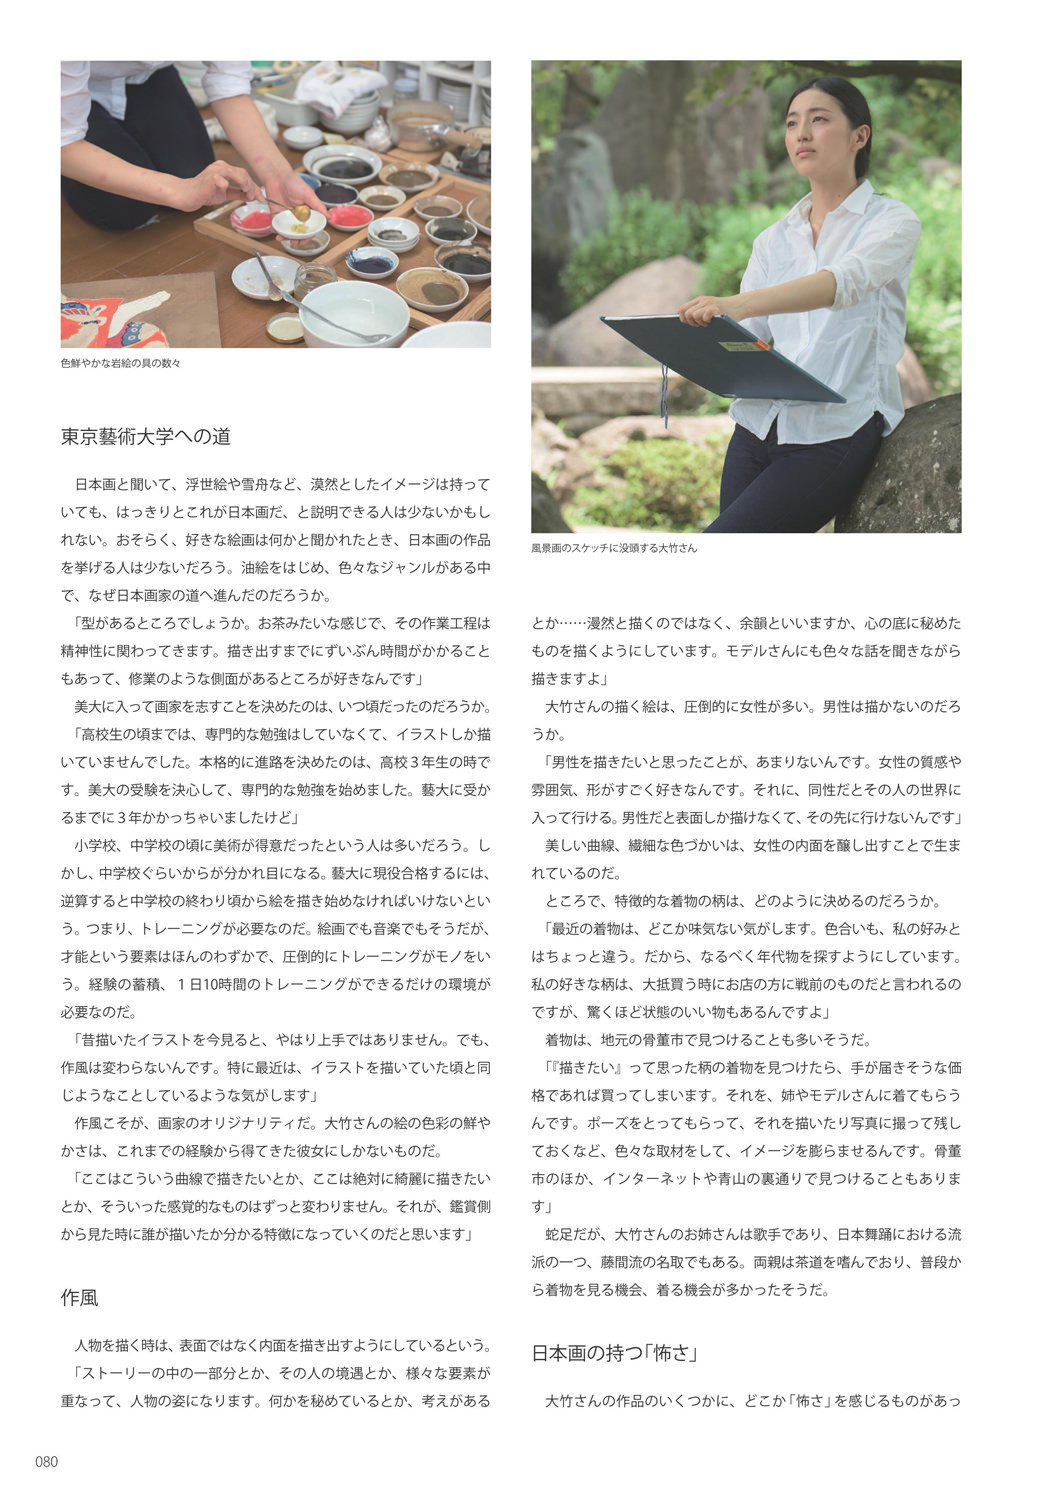 色鮮やかな岩絵の具の数々
東京藝術大学への道
日本画と聞いて、浮世絵や雪舟など、漠然としたイメージは持って
いても、はっきりとこれが日本画だ、と説明できる人は少ないかもし
れない。おそらく、好きな絵画は何かと聞かれたとき、日本画の作品
を挙げる人は少ないだろう。油絵をはじめ、色々なジャンルがある中
で、なぜ日本画家の道へ進んだのだろうか。
「型があるところでしょうか。お茶みたいな感じで、その作業工程は
精神性に関わってきます。描き出すまでにずいぶん時間がかかること
もあって、修業のような側面があるところが好きなんです」
美大に入って画家を志すことを決めたのは、いつ頃だったのだろうか。
「高校生の頃までは、専門的な勉強はしていなくて、イラストしか描
いていませんでした。本格的に進路を決めたのは、高校３年生の時で
す。美大の受験を決心して、専門的な勉強を始めました。藝大に受か
るまでに３年かかっちゃいましたけど」
小学校、中学校の頃に美術が得意だったという人は多いだろう。し
かし、中学校ぐらいからが分かれ目になる。藝大に現役合格するには、
逆算すると中学校の終わり頃から絵を描き始めなければいけないとい
う。つまり、トレーニングが必要なのだ。絵画でも音楽でもそうだが、
才能という要素はほんのわずかで、圧倒的にトレーニングがモノをい
う。経験の蓄積、１日10時間のトレーニングができるだけの環境が
必要なのだ。
「昔描いたイラストを今見ると、やはり上手ではありません。でも、
作風は変わらないんです。特に最近は、イラストを描いていた頃と同
じようなことしているような気がします」
作風こそが、画家のオリジナリティだ。大竹さんの絵の色彩の鮮や
かさは、これまでの経験から得てきた彼女にしかないものだ。
「ここはこういう曲線で描きたいとか、ここは絶対に綺麗に描きたい
とか、そういった感覚的なものはずっと変わりません。それが、鑑賞側
から見た時に誰が描いたか分かる特徴になっていくのだと思います」
作風
人物を描く時は、表面ではなく内面を描き出すようにしているという。
「ストーリーの中の一部分とか、その人の境遇とか、様々な要素が
重なって、人物の姿になります。何かを秘めているとか、考えがある
風景画のスケッチに没頭する大竹さん
とか……漫然と描くのではなく、余韻といいますか、心の底に秘めた
ものを描くようにしています。モデルさんにも色々な話を聞きながら
描きますよ」
大竹さんの描く絵は、圧倒的に女性が多い。男性は描かないのだろ
うか。
「男性を描きたいと思ったことが、あまりないんです。女性の質感や
雰囲気、形がすごく好きなんです。それに、同性だとその人の世界に
入って行ける。男性だと表面しか描けなくて、その先に行けないんです」
美しい曲線、繊細な色づかいは、女性の内面を醸し出すことで生ま
れているのだ。
ところで、特徴的な着物の柄は、どのように決めるのだろうか。
「最近の着物は、どこか味気ない気がします。色合いも、私の好みと
はちょっと違う。だから、なるべく年代物を探すようにしています。
私の好きな柄は、大抵買う時にお店の方に戦前のものだと言われるの
ですが、驚くほど状態のいい物もあるんですよ」
着物は、地元の骨董市で見つけることも多いそうだ。
「『描きたい』って思った柄の着物を見つけたら、手が届きそうな価
格であれば買ってしまいます。それを、姉やモデルさんに着てもらう
んです。ポーズをとってもらって、それを描いたり写真に撮って残し
ておくなど、色々な取材をして、イメージを膨らませるんです。骨董
市のほか、インターネットや青山の裏通りで見つけることもありま
す」
蛇足だが、大竹さんのお姉さんは歌手であり、日本舞踊における流
派の一つ、藤間流の名取でもある。両親は茶道を嗜んでおり、普段か
ら着物を見る機会、着る機会が多かったそうだ。
日本画の持つ「怖さ」
大竹さんの作品のいくつかに、どこか「怖さ」を感じるものがあっ
080